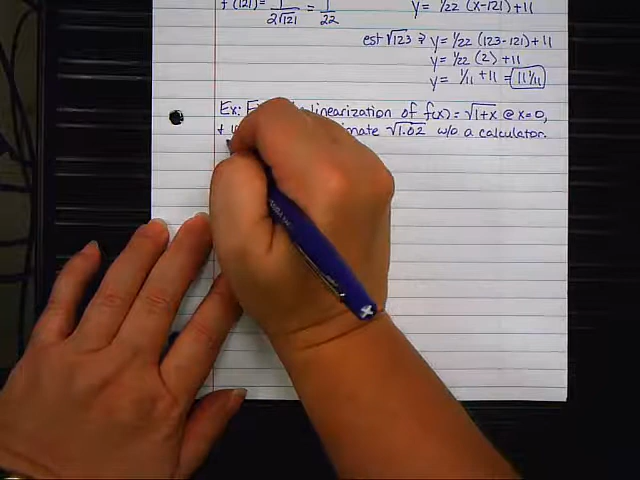 f'(121) = 1/2√121 = 1/22 y = 1/22 (x-121)+11
est √123 ? y = 1/22 (123-121)+11
y = 1/22 (2) +11
y = 1/11 +11 = 11 1/11
Ex: linearization of f(x) = √1+x @ x=0,
√1.02 w/o a calculator.